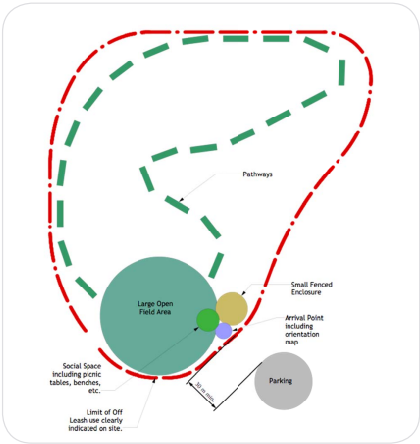 Pathways
Large Open
Field Area
Small Fenced
Enclosure
Arrival Point
including
orientation
map
Social Space
including picnic
tables, benches,
etc.
Parking
30 m min
Limit of Off
Leash use clearly
indicated on site.